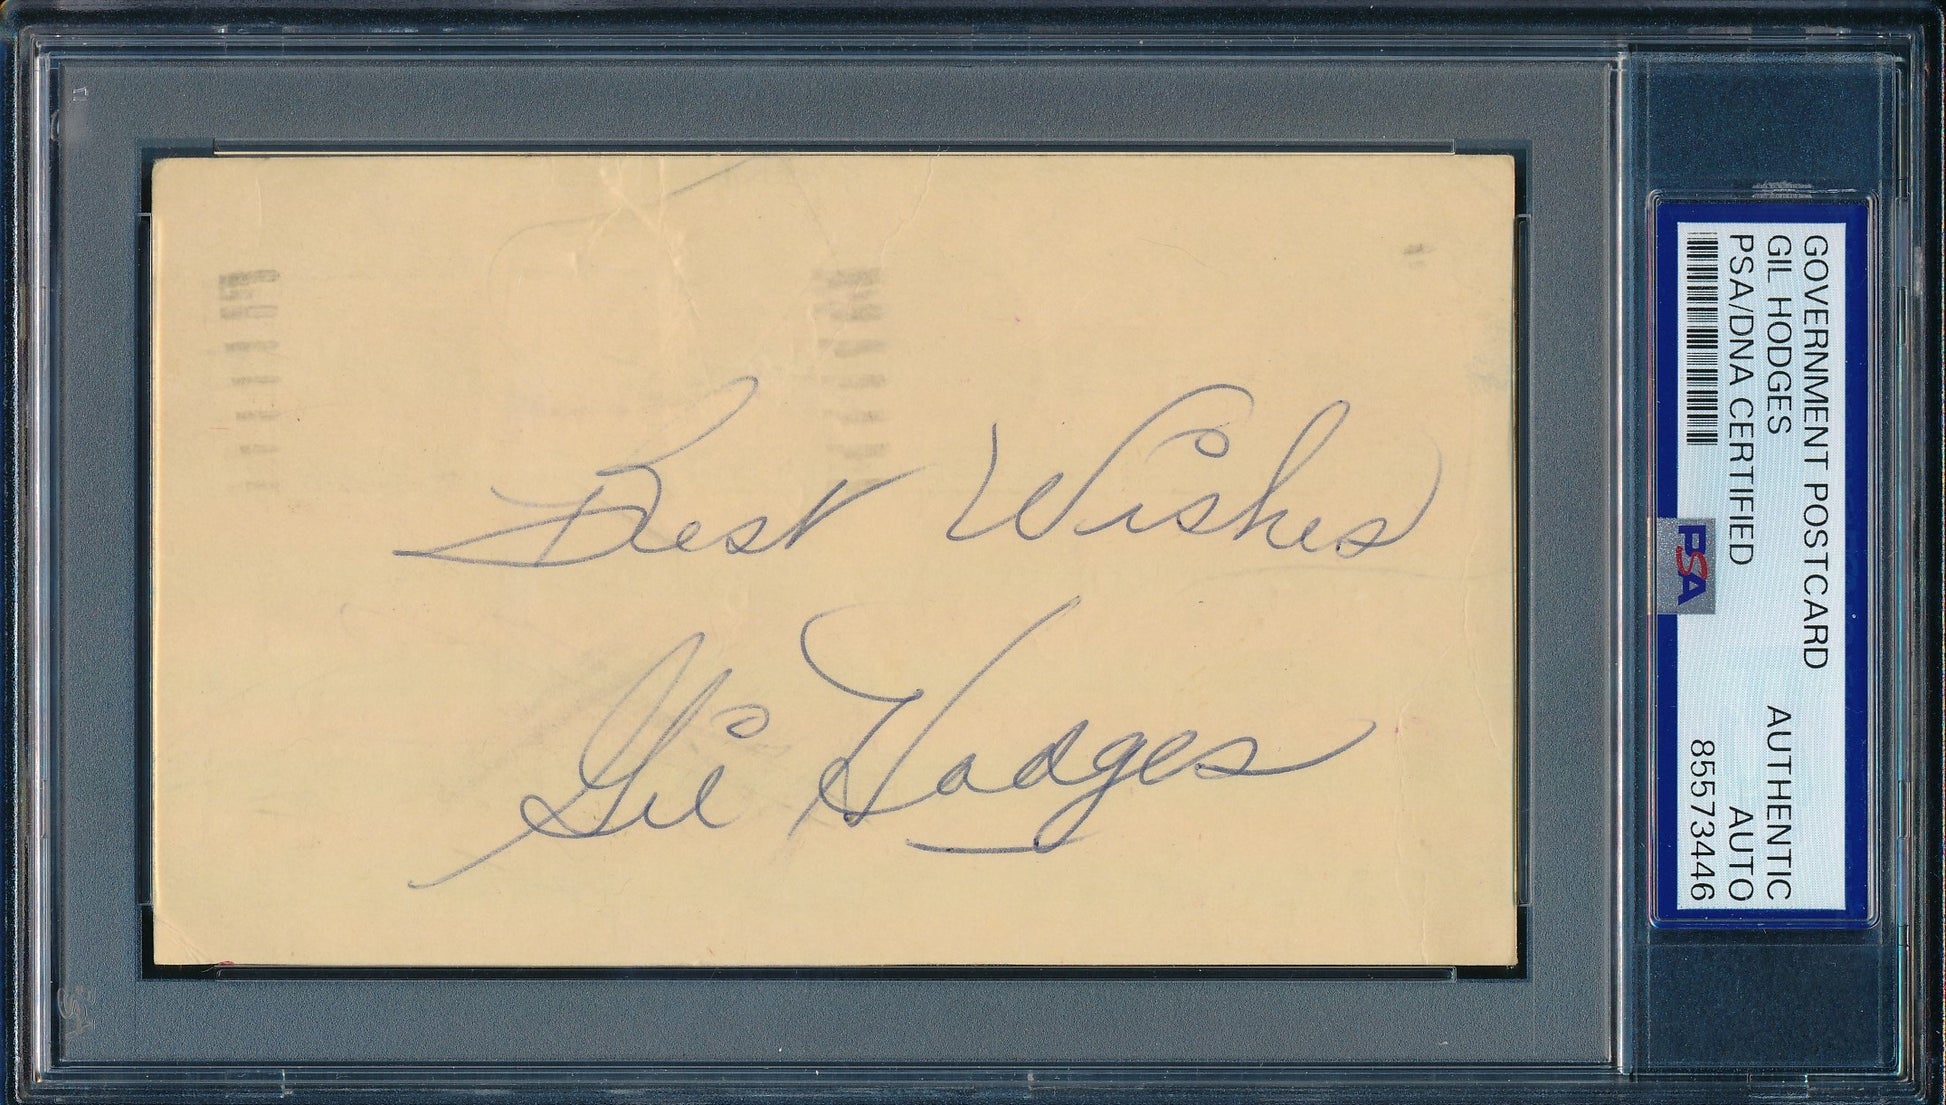 Best Wishes
Gil Hodges
GOVERNMENT POSTCARD
GIL HODGES AUTHENTIC
PSA/DNA CERTIFIED AUTO
85573446
PSA